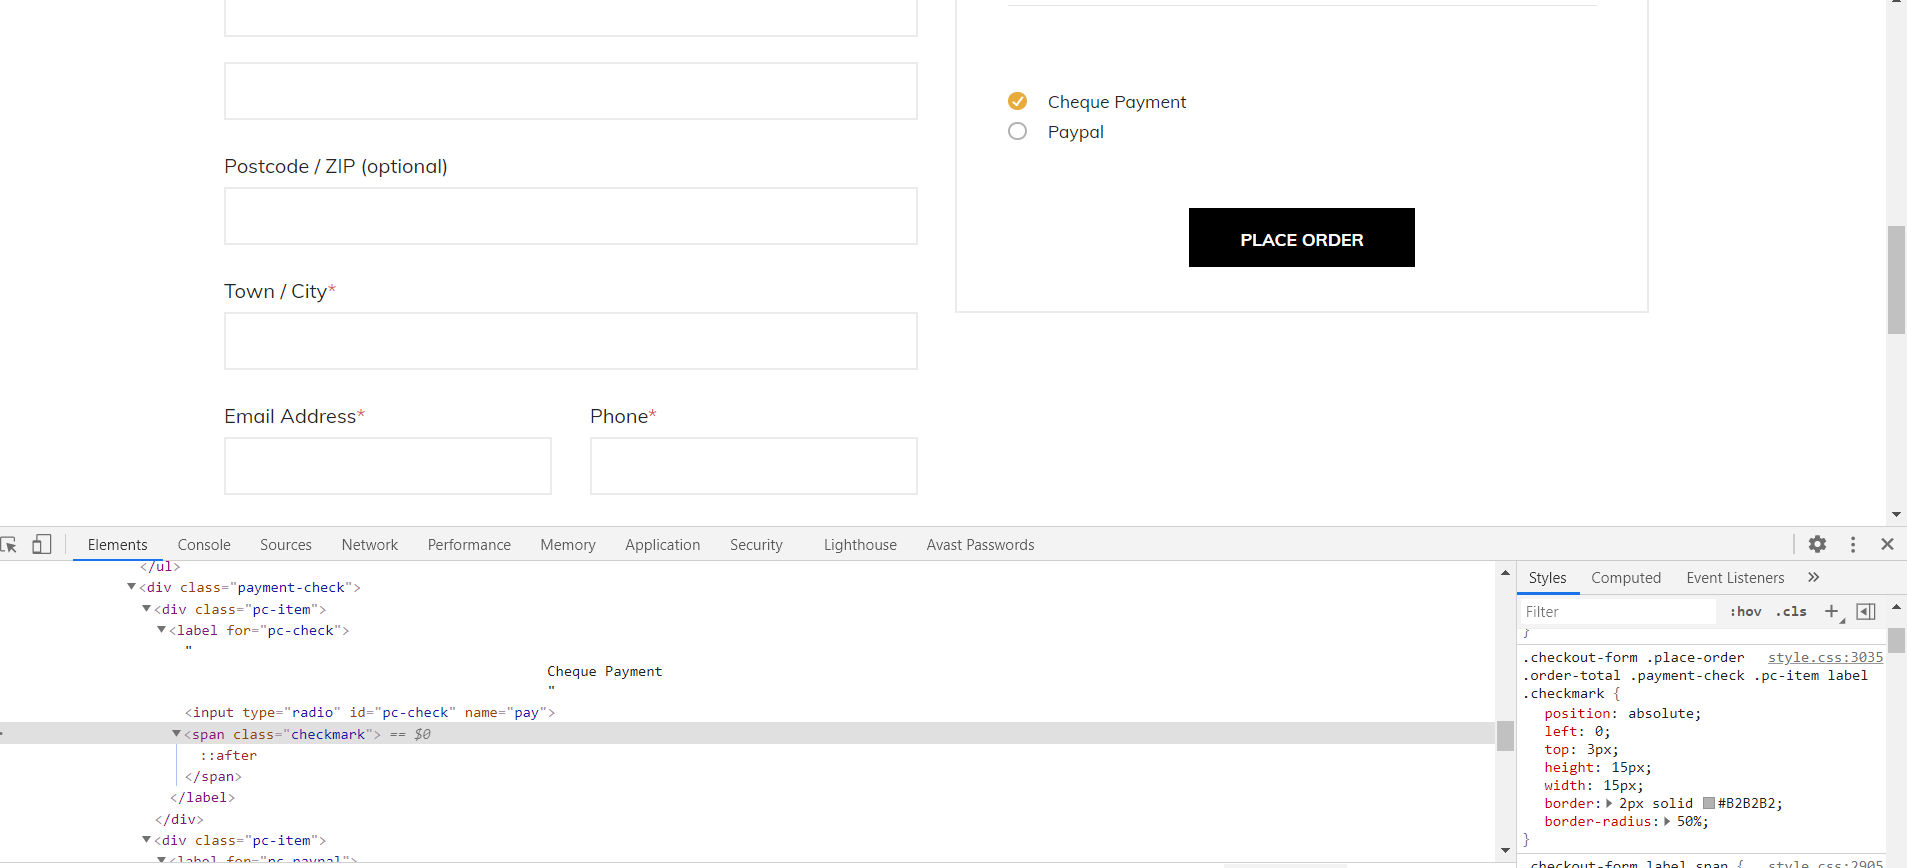 Cheque Payment
Paypal
Postcode / ZIP (optional)
PLACE ORDER
Town / City*
Email Address*
Phone*
Elements Console Sources Network Performance Memory Application Security Lighthouse Avast Passwords
</ul>
<div class="payment-check">
<div class="pc-item">
<label for="pc-check">
"
Cheque Payment
"
<input type="radio" id="pc-check" name="pay">
<span class="checkmark"> == $0
::after
</span>
</label>
</div>
<div class="pc-item">
<label for="pc-paypal">
Styles Computed Event Listeners »
Filter :hov .cls +
}
.checkout-form .place-order style.css:3035
.order-total .payment-check .pc-item label
.checkmark {
position: absolute;
left: 0;
top: 3px;
height: 15px;
width: 15px;
border: 2px solid #B2B2B2;
border-radius: 50%;
}
.checkout-form label span { style.css:2905